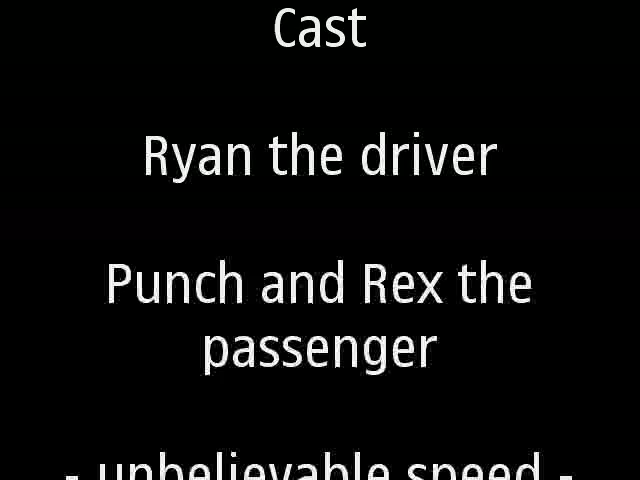 Cast
Ryan the driver
Punch and Rex the
passenger
- unbelievable speed -